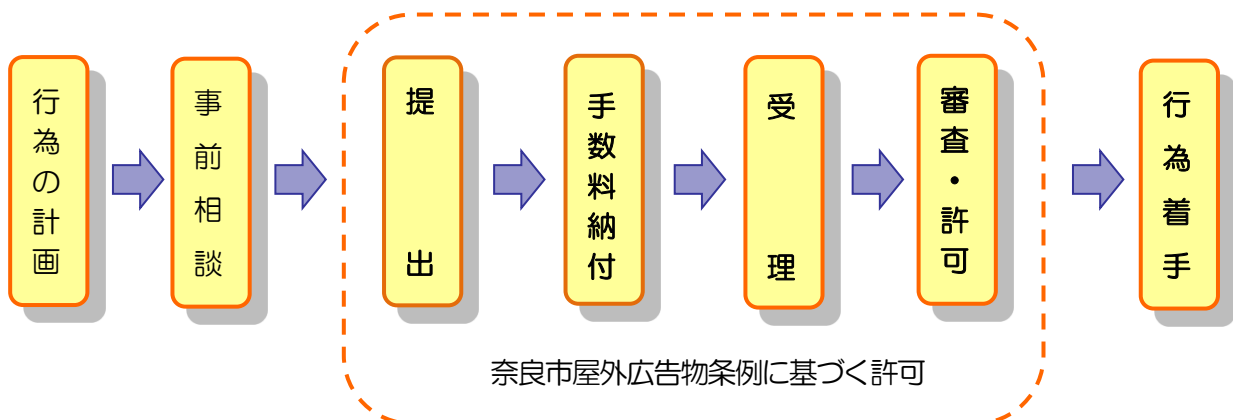 行為の計画
事前相談
提出
手数料納付
受理
審査・許可
行為着手
奈良市屋外広告物条例に基づく許可